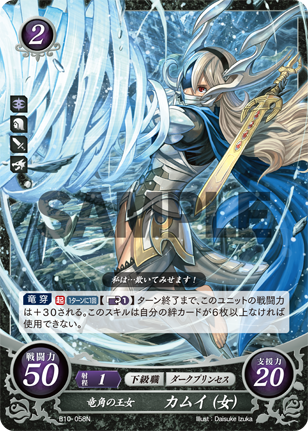 2
SAMPLE
私は…欺いてみせます!
竜穿 起 1ターンに1回 【1】ターン終了まで、このユニットの戦闘力
は+30される。このスキルは自分の絆カードが6枚以上なければ
使用できない。
戦闘力
50
射程 1 下級職 ダークプリンセス
支援力
20
竜角の王女 カムイ(女)
B10-058N
Illust:Daisuke Izuka